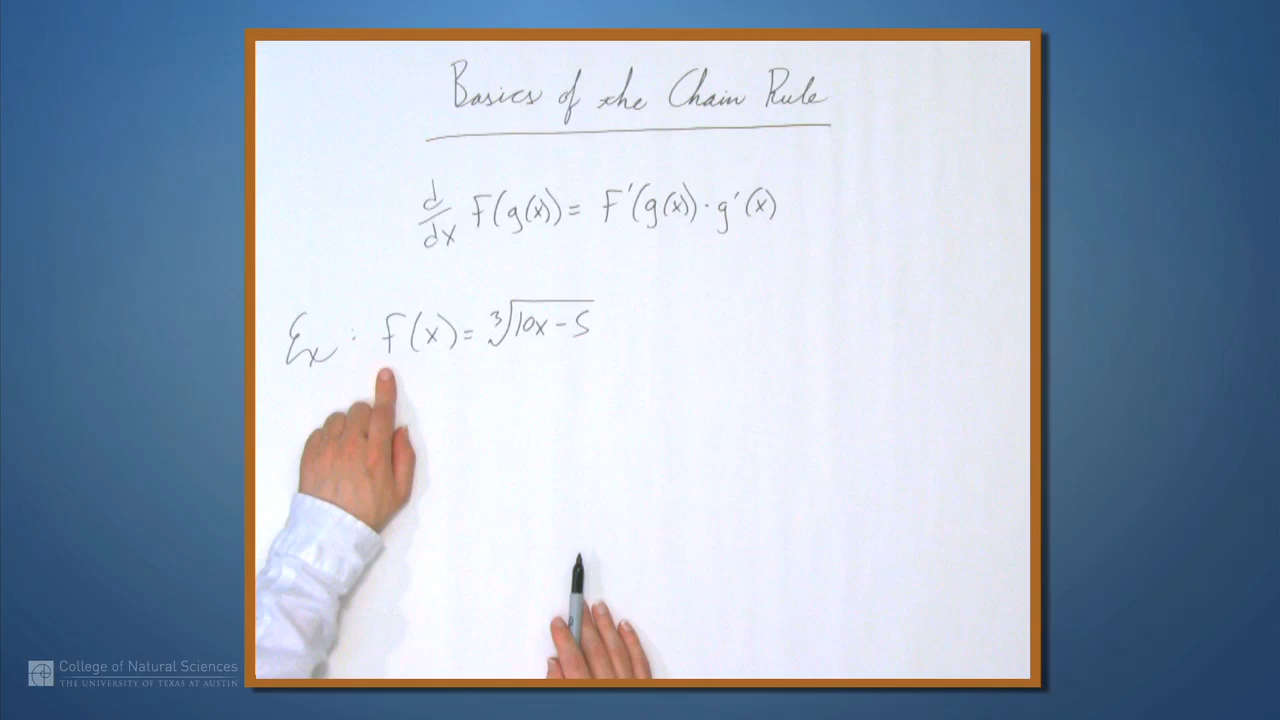 Basics of the Chain Rule
d/dx F(g(x)) = F'(g(x)) · g'(x)
Ex : f(x) = ∛(10x - 5)
College of Natural Sciences
THE UNIVERSITY OF TEXAS AT AUSTIN